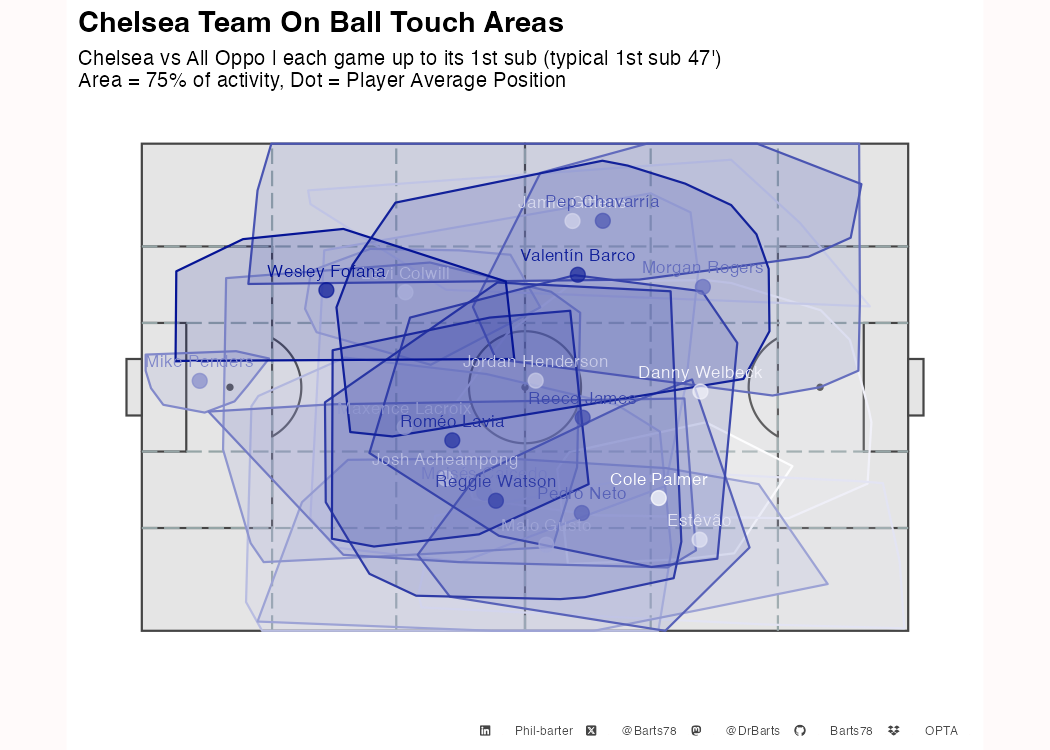 Chelsea Team On Ball Touch Areas
Chelsea vs All Oppo I each game up to its 1st sub (typical 1st sub 47')
Area = 75% of activity, Dot = Player Average Position
Pep Chavarria
Valentín Barco
Wesley Fofana
Colwill
Morgan Rogers
Mike Penders
Jordan Henderson
Danny Welbeck
Reece James
Maxence Lacroix
Roméo Lavia
Josh Acheampong
Reggie Watson
Cole Palmer
Pedro Neto
Malo Gusto
Estêvão
Phil-barter
@Barts78
@DrBarts
Barts78
OPTA